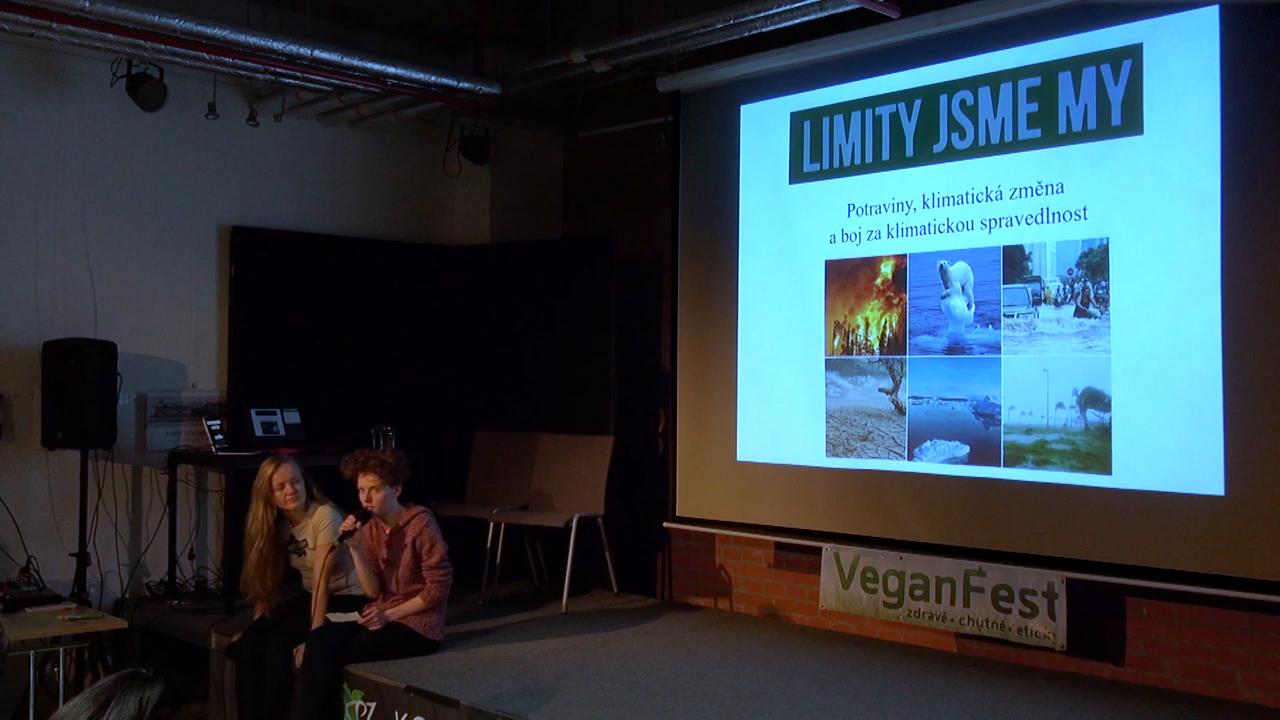 LIMITY JSME MY
Potraviny, klimatická změna
a boj za klimatickou spravedlnost
VeganFest
zdravě • chutně • eticky